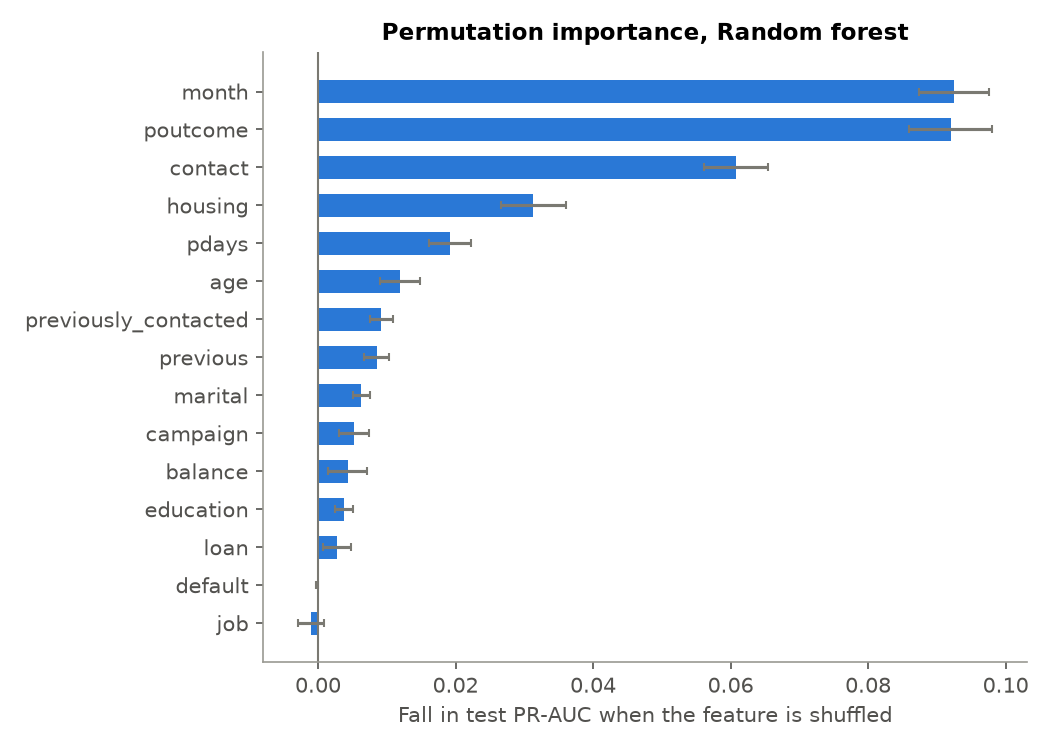 Permutation importance, Random forest
month
poutcome
contact
housing
pdays
age
previously_contacted
previous
marital
campaign
balance
education
loan
default
job
0.00 0.02 0.04 0.06 0.08 0.10
Fall in test PR-AUC when the feature is shuffled